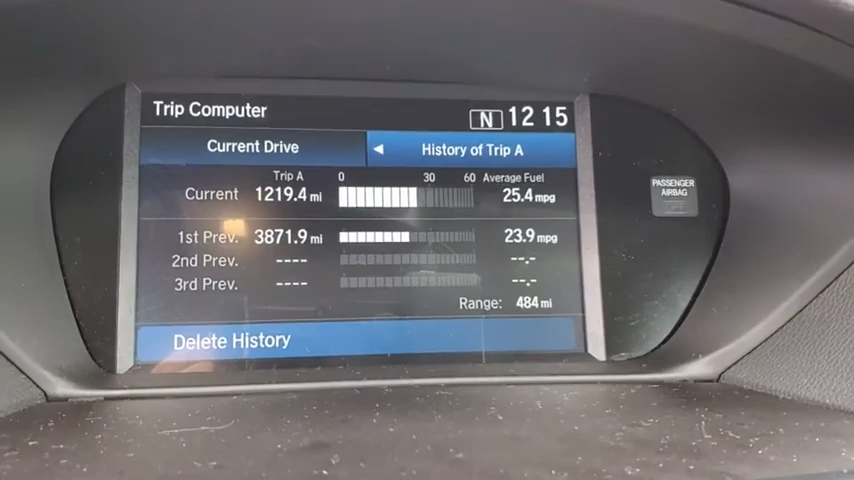 Trip Computer N 12 15
Current Drive ◄ History of Trip A
Trip A 0 30 60 Average Fuel
Current 1219.4 mi 25.4 mpg
1st Prev. 3871.9 mi 23.9 mpg
2nd Prev. ---- --.-
3rd Prev. ---- --.-
Range: 484 mi
Delete History
PASSENGER
AIRBAG